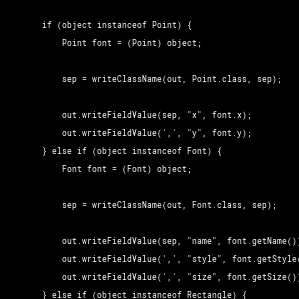 if (object instanceof Point) {
Point font = (Point) object;
sep = writeClassName(out, Point.class, sep);
out.writeFieldValue(sep, "x", font.x);
out.writeFieldValue(',', "y", font.y);
} else if (object instanceof Font) {
Font font = (Font) object;
sep = writeClassName(out, Font.class, sep);
out.writeFieldValue(sep, "name", font.getName())
out.writeFieldValue(',', "style", font.getStyle(
out.writeFieldValue(',', "size", font.getSize())
} else if (object instanceof Rectangle) {